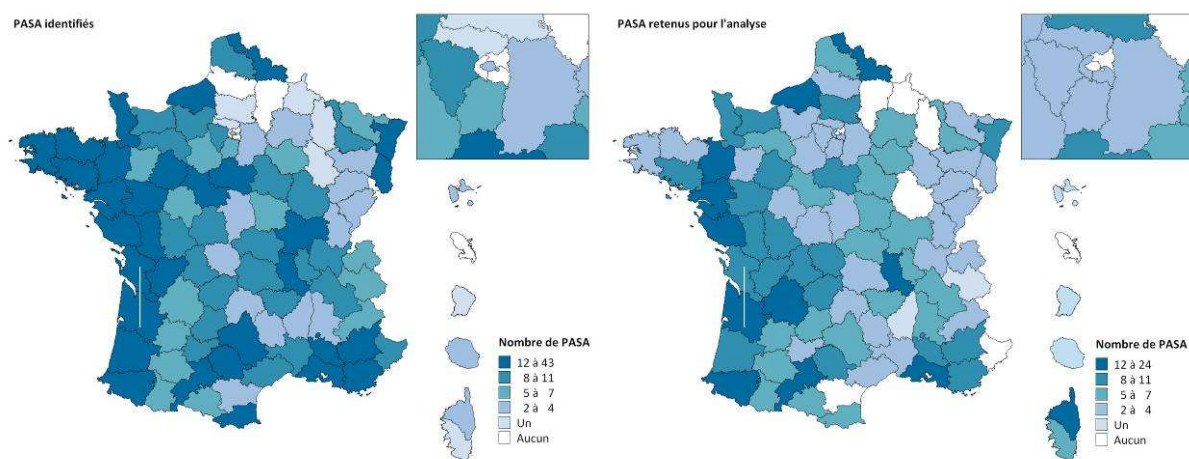 PASA identifiés
Nombre de PASA
12 à 43
8 à 11
5 à 7
2 à 4
Un
Aucun
PASA retenus pour l'analyse
Nombre de PASA
12 à 24
8 à 11
5 à 7
2 à 4
Un
Aucun